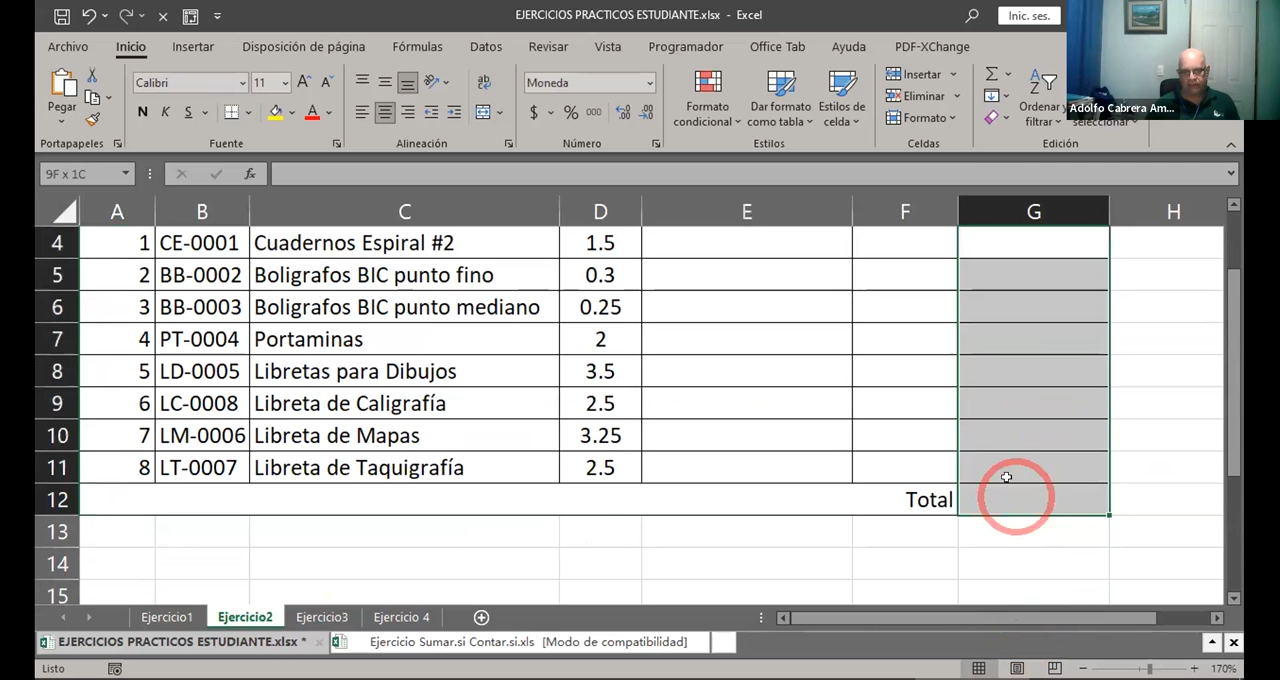 EJERCICIOS PRACTICOS ESTUDIANTE.xlsx - Excel
Inic. ses.
Archivo Inicio Insertar Disposición de página Fórmulas Datos Revisar Vista Programador Office Tab Ayuda PDF-XChange
Pegar
Portapapeles
Calibri 11
N K S
Fuente
Alineación
Moneda
$ % 000
Número
Formato condicional
Dar formato como tabla
Estilos de celda
Estilos
Insertar
Eliminar
Formato
Celdas
Ordenar
filtrar
seleccionar
Edición
Adolfo Cabrera Am...
9F x 1C
fx
A B C D E F G H
4 1 CE-0001 Cuadernos Espiral #2 1.5
5 2 BB-0002 Boligrafos BIC punto fino 0.3
6 3 BB-0003 Boligrafos BIC punto mediano 0.25
7 4 PT-0004 Portaminas 2
8 5 LD-0005 Libretas para Dibujos 3.5
9 6 LC-0008 Libreta de Caligrafía 2.5
10 7 LM-0006 Libreta de Mapas 3.25
11 8 LT-0007 Libreta de Taquigrafía 2.5
12 Total
13
14
15
Ejercicio1 Ejercicio2 Ejercicio3 Ejercicio 4
EJERCICIOS PRACTICOS ESTUDIANTE.xlsx * Ejercicio Sumar.si Contar.si.xls [Modo de compatibilidad]
Listo
170%